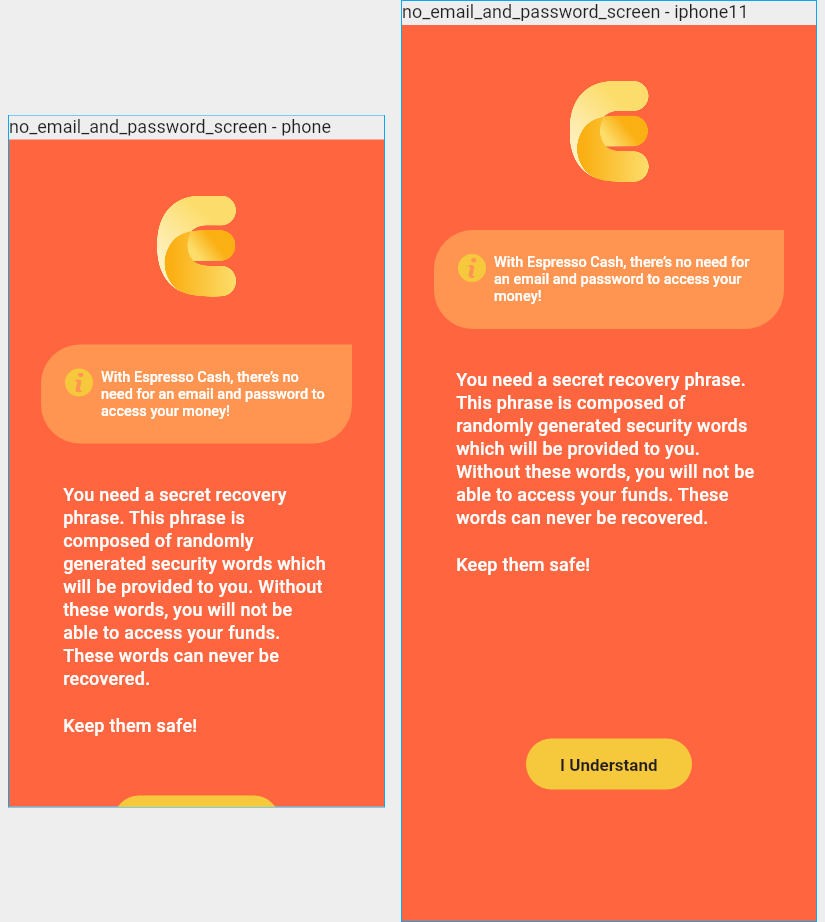 no_email_and_password_screen - phone
With Espresso Cash, there's no
need for an email and password to
access your money!
You need a secret recovery
phrase. This phrase is
composed of randomly
generated security words which
will be provided to you. Without
these words, you will not be
able to access your funds.
These words can never be
recovered.
Keep them safe!
no_email_and_password_screen - iphone11
With Espresso Cash, there's no need for
an email and password to access your
money!
You need a secret recovery phrase.
This phrase is composed of
randomly generated security words
which will be provided to you.
Without these words, you will not be
able to access your funds. These
words can never be recovered.
Keep them safe!
I Understand